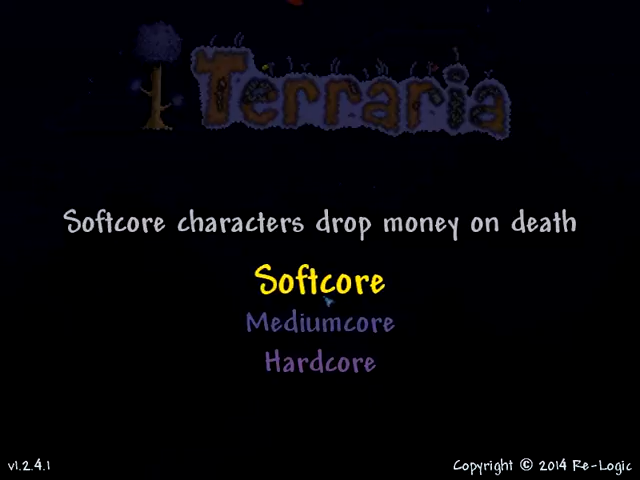 Terraria
Softcore characters drop money on death
Softcore
Mediumcore
Hardcore
v1.2.4.1
Copyright © 2014 Re-Logic